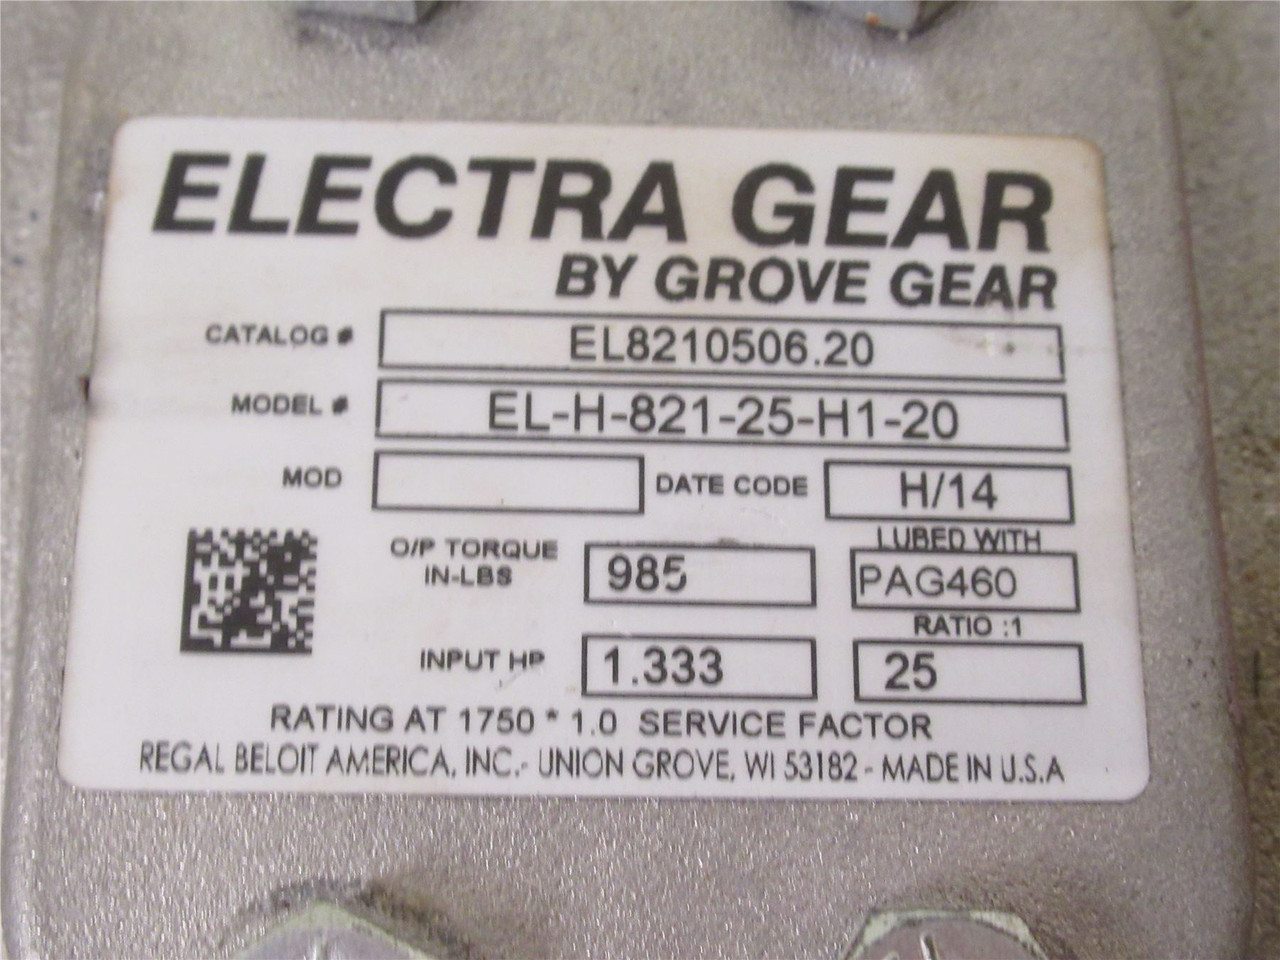 ELECTRA GEAR
BY GROVE GEAR
CATALOG # EL8210506.20
MODEL # EL-H-821-25-H1-20
MOD DATE CODE H/14
O/P TORQUE IN-LBS 985
LUBED WITH PAG460
INPUT HP 1.333
RATIO :1 25
RATING AT 1750 * 1.0 SERVICE FACTOR
REGAL BELOIT AMERICA, INC.- UNION GROVE, WI 53182 - MADE IN U.S.A